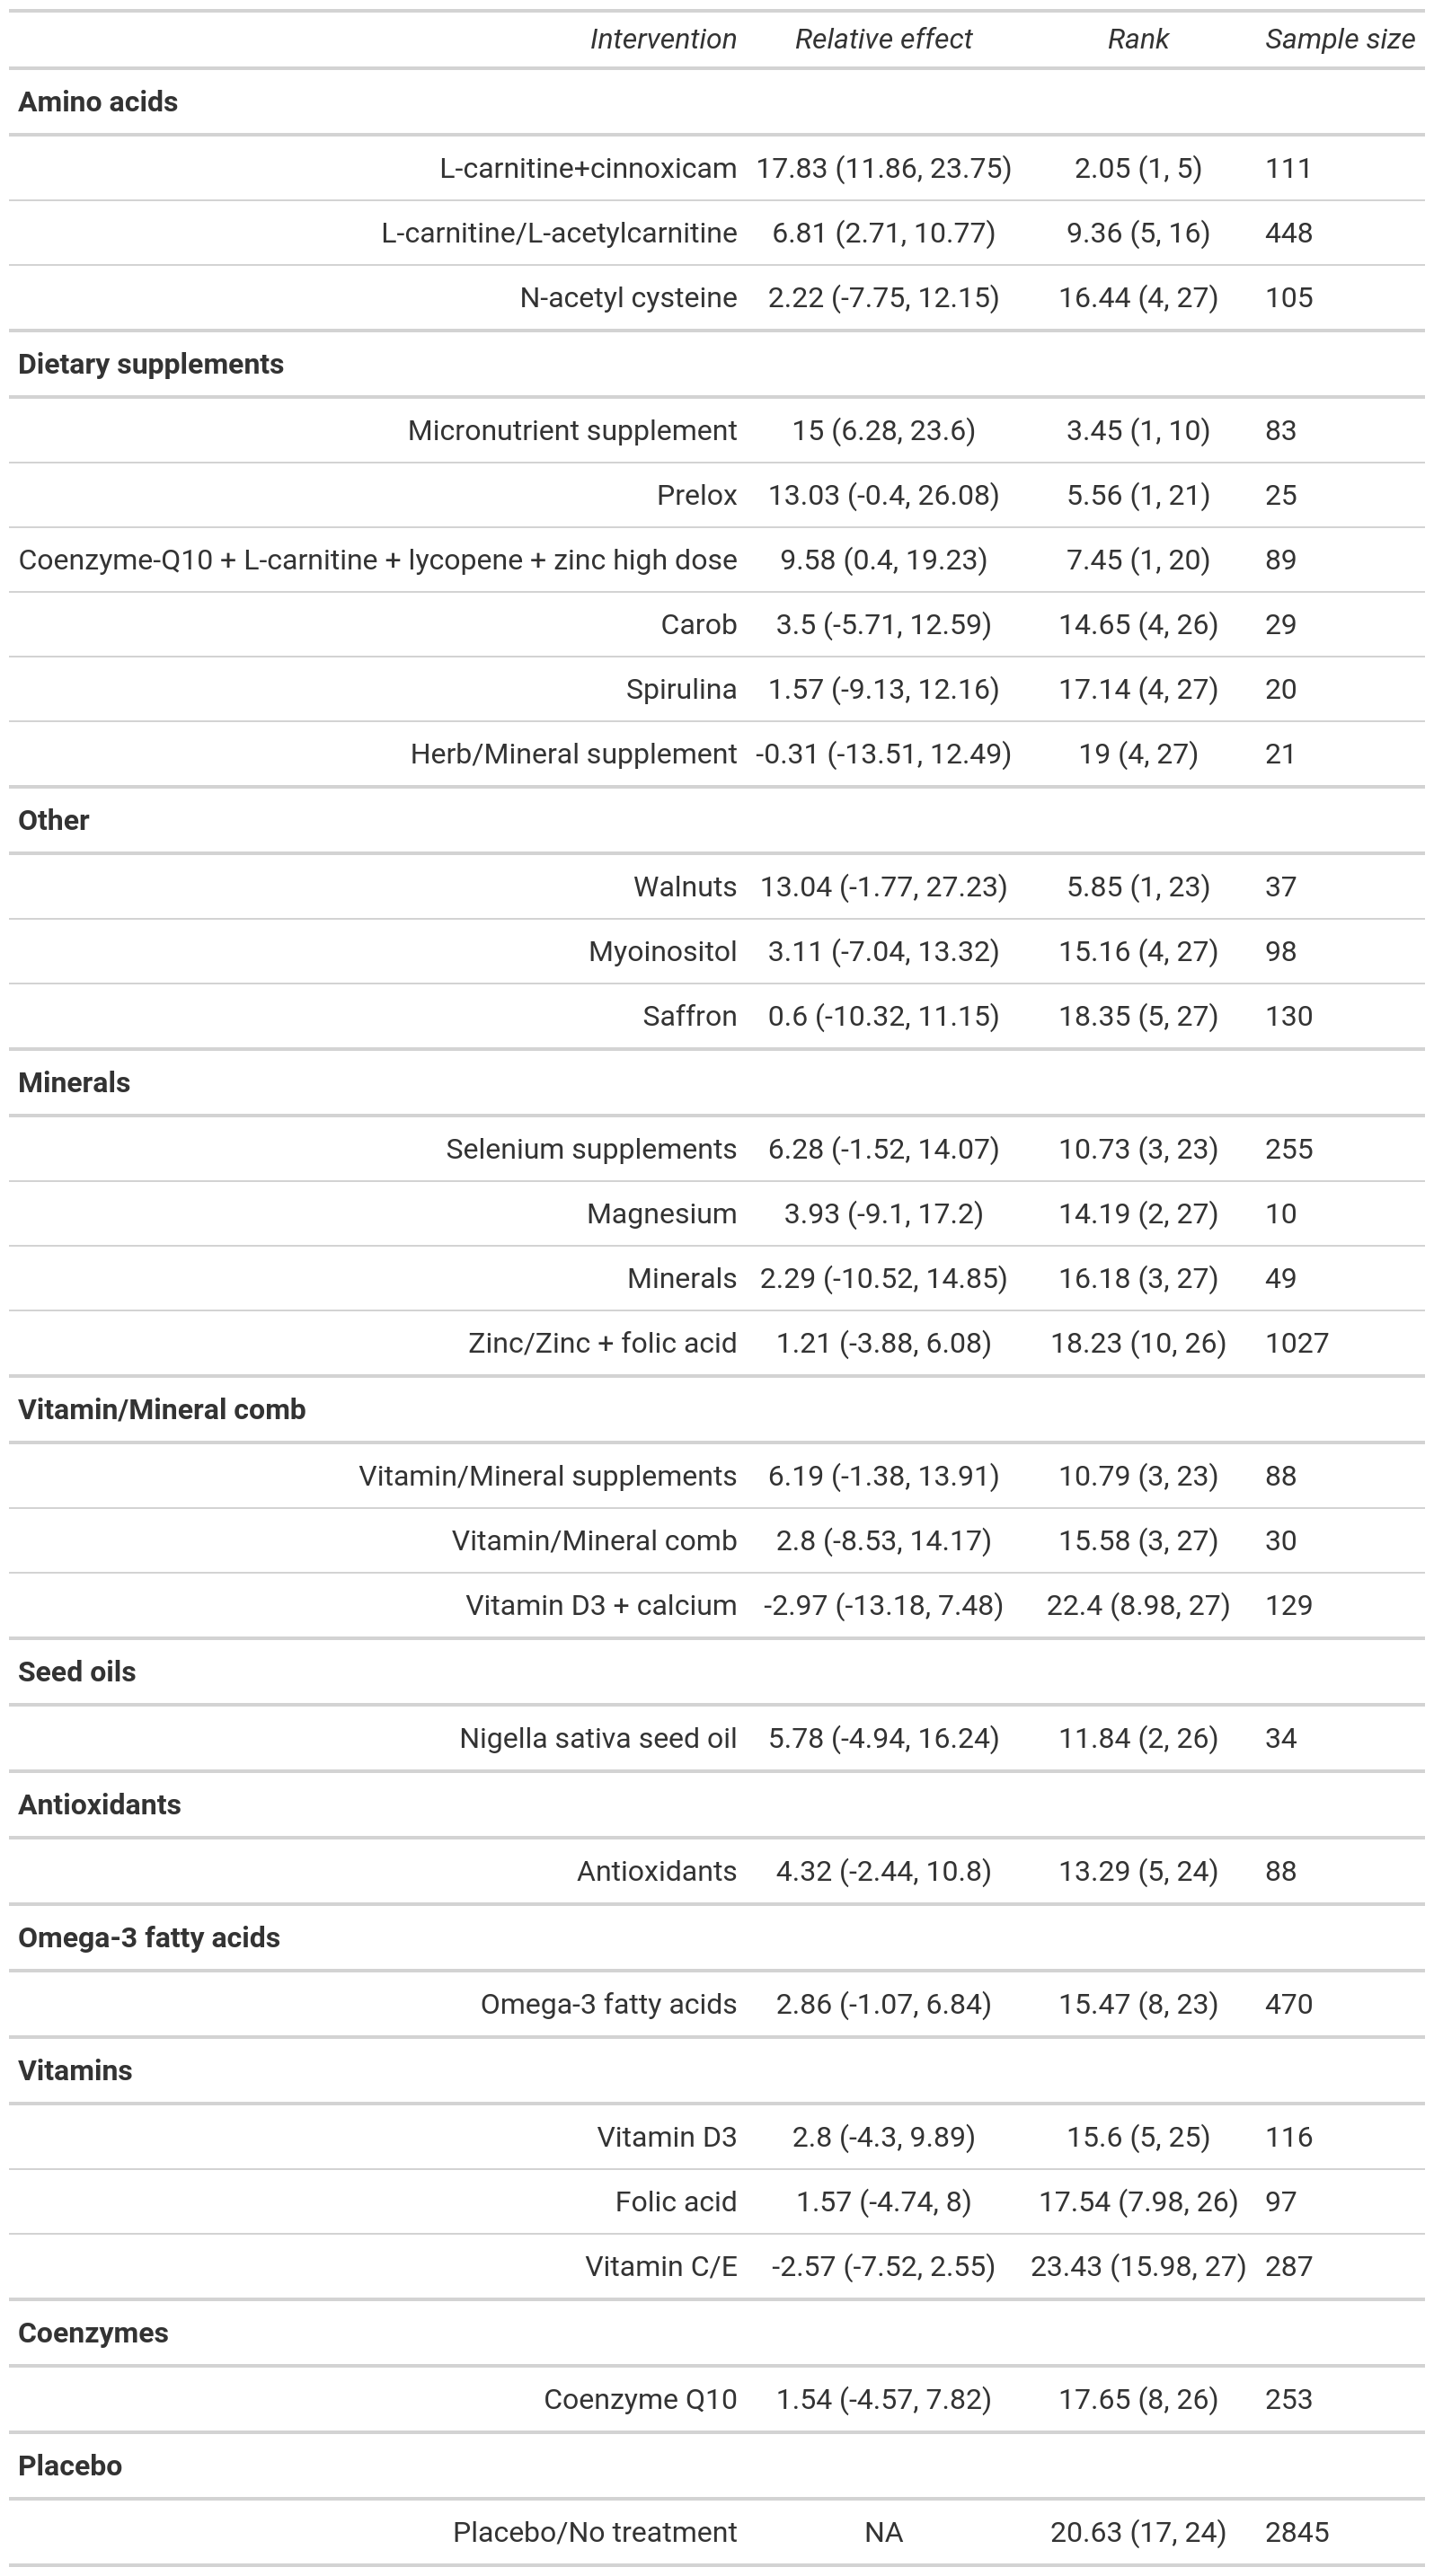 Intervention Relative effect Rank Sample size
Amino acids
L-carnitine+cinnoxicam 17.83 (11.86, 23.75) 2.05 (1, 5) 111
L-carnitine/L-acetylcarnitine 6.81 (2.71, 10.77) 9.36 (5, 16) 448
N-acetyl cysteine 2.22 (-7.75, 12.15) 16.44 (4, 27) 105
Dietary supplements
Micronutrient supplement 15 (6.28, 23.6) 3.45 (1, 10) 83
Prelox 13.03 (-0.4, 26.08) 5.56 (1, 21) 25
Coenzyme-Q10 + L-carnitine + lycopene + zinc high dose 9.58 (0.4, 19.23) 7.45 (1, 20) 89
Carob 3.5 (-5.71, 12.59) 14.65 (4, 26) 29
Spirulina 1.57 (-9.13, 12.16) 17.14 (4, 27) 20
Herb/Mineral supplement -0.31 (-13.51, 12.49) 19 (4, 27) 21
Other
Walnuts 13.04 (-1.77, 27.23) 5.85 (1, 23) 37
Myoinositol 3.11 (-7.04, 13.32) 15.16 (4, 27) 98
Saffron 0.6 (-10.32, 11.15) 18.35 (5, 27) 130
Minerals
Selenium supplements 6.28 (-1.52, 14.07) 10.73 (3, 23) 255
Magnesium 3.93 (-9.1, 17.2) 14.19 (2, 27) 10
Minerals 2.29 (-10.52, 14.85) 16.18 (3, 27) 49
Zinc/Zinc + folic acid 1.21 (-3.88, 6.08) 18.23 (10, 26) 1027
Vitamin/Mineral comb
Vitamin/Mineral supplements 6.19 (-1.38, 13.91) 10.79 (3, 23) 88
Vitamin/Mineral comb 2.8 (-8.53, 14.17) 15.58 (3, 27) 30
Vitamin D3 + calcium -2.97 (-13.18, 7.48) 22.4 (8.98, 27) 129
Seed oils
Nigella sativa seed oil 5.78 (-4.94, 16.24) 11.84 (2, 26) 34
Antioxidants
Antioxidants 4.32 (-2.44, 10.8) 13.29 (5, 24) 88
Omega-3 fatty acids
Omega-3 fatty acids 2.86 (-1.07, 6.84) 15.47 (8, 23) 470
Vitamins
Vitamin D3 2.8 (-4.3, 9.89) 15.6 (5, 25) 116
Folic acid 1.57 (-4.74, 8) 17.54 (7.98, 26) 97
Vitamin C/E -2.57 (-7.52, 2.55) 23.43 (15.98, 27) 287
Coenzymes
Coenzyme Q10 1.54 (-4.57, 7.82) 17.65 (8, 26) 253
Placebo
Placebo/No treatment NA 20.63 (17, 24) 2845